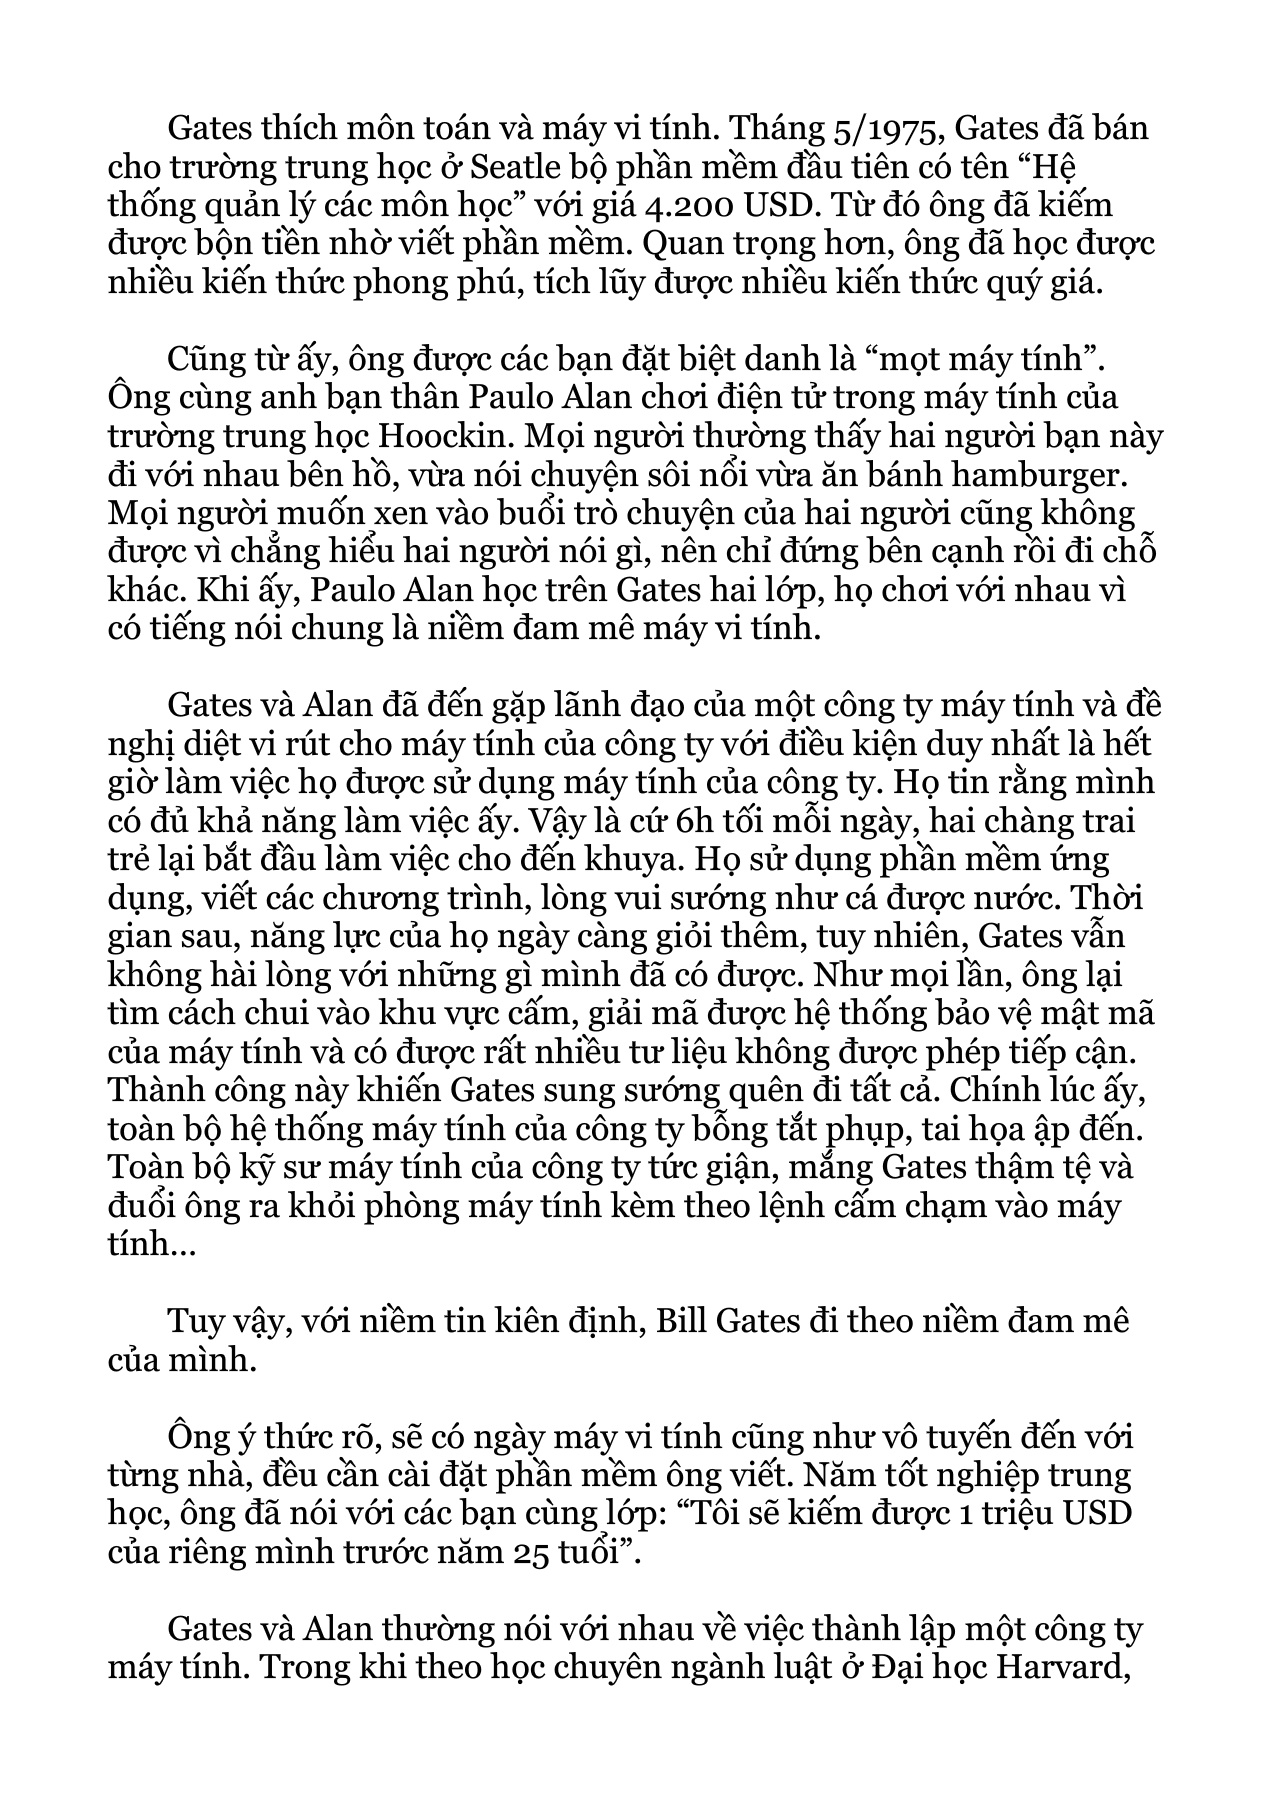 Gates thích môn toán và máy vi tính. Tháng 5/1975, Gates đã bán
cho trường trung học ở Seatle bộ phần mềm đầu tiên có tên “Hệ
thống quản lý các môn học” với giá 4.200 USD. Từ đó ông đã kiếm
được bộn tiền nhờ viết phần mềm. Quan trọng hơn, ông đã học được
nhiều kiến thức phong phú, tích lũy được nhiều kiến thức quý giá.
Cũng từ ấy, ông được các bạn đặt biệt danh là “mọt máy tính”.
Ông cùng anh bạn thân Paulo Alan chơi điện tử trong máy tính của
trường trung học Hoockin. Mọi người thường thấy hai người bạn này
đi với nhau bên hồ, vừa nói chuyện sôi nổi vừa ăn bánh hamburger.
Mọi người muốn xen vào buổi trò chuyện của hai người cũng không
được vì chẳng hiểu hai người nói gì, nên chỉ đứng bên cạnh rồi đi chỗ
khác. Khi ấy, Paulo Alan học trên Gates hai lớp, họ chơi với nhau vì
có tiếng nói chung là niềm đam mê máy vi tính.
Gates và Alan đã đến gặp lãnh đạo của một công ty máy tính và đề
nghị diệt vi rút cho máy tính của công ty với điều kiện duy nhất là hết
giờ làm việc họ được sử dụng máy tính của công ty. Họ tin rằng mình
có đủ khả năng làm việc ấy. Vậy là cứ 6h tối mỗi ngày, hai chàng trai
trẻ lại bắt đầu làm việc cho đến khuya. Họ sử dụng phần mềm ứng
dụng, viết các chương trình, lòng vui sướng như cá được nước. Thời
gian sau, năng lực của họ ngày càng giỏi thêm, tuy nhiên, Gates vẫn
không hài lòng với những gì mình đã có được. Như mọi lần, ông lại
tìm cách chui vào khu vực cấm, giải mã được hệ thống bảo vệ mật mã
của máy tính và có được rất nhiều tư liệu không được phép tiếp cận.
Thành công này khiến Gates sung sướng quên đi tất cả. Chính lúc ấy,
toàn bộ hệ thống máy tính của công ty bỗng tắt phụp, tai họa ập đến.
Toàn bộ kỹ sư máy tính của công ty tức giận, mắng Gates thậm tệ và
đuổi ông ra khỏi phòng máy tính kèm theo lệnh cấm chạm vào máy
tính...
Tuy vậy, với niềm tin kiên định, Bill Gates đi theo niềm đam mê
của mình.
Ông ý thức rõ, sẽ có ngày máy vi tính cũng như vô tuyến đến với
từng nhà, đều cần cài đặt phần mềm ông viết. Năm tốt nghiệp trung
học, ông đã nói với các bạn cùng lớp: “Tôi sẽ kiếm được 1 triệu USD
của riêng mình trước năm 25 tuổi”.
Gates và Alan thường nói với nhau về việc thành lập một công ty
máy tính. Trong khi theo học chuyên ngành luật ở Đại học Harvard,